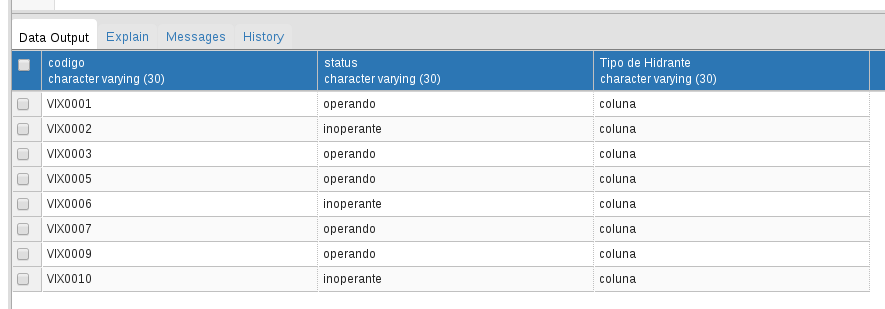 Data Output Explain Messages History
codigo status Tipo de Hidrante
character varying (30) character varying (30) character varying (30)
VIX0001 operando coluna
VIX0002 inoperante coluna
VIX0003 operando coluna
VIX0005 operando coluna
VIX0006 inoperante coluna
VIX0007 operando coluna
VIX0009 operando coluna
VIX0010 inoperante coluna